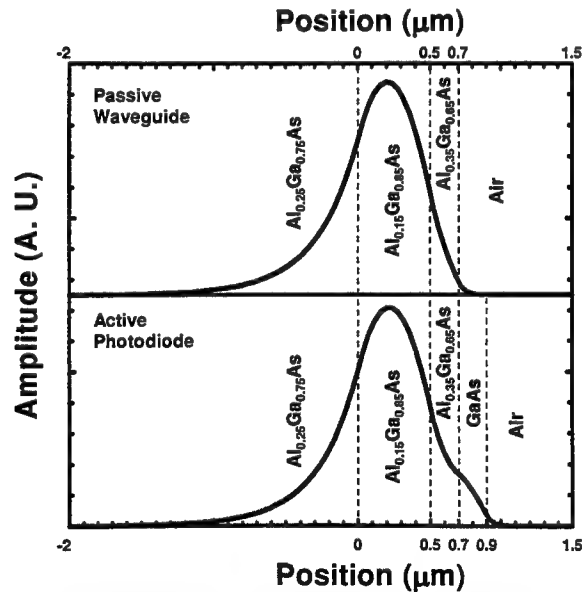 Position (μm)
-2 0 0.5 0.7 1.5
Passive
Waveguide
Al0.25Ga0.75As
Al0.15Ga0.85As
Al0.35Ga0.65As
Air
Amplitude (A. U.)
Active
Photodiode
Al0.25Ga0.75As
Al0.15Ga0.85As
Al0.35Ga0.65As
GaAs
Air
-2 0 0.5 0.7 0.9 1.5
Position (μm)